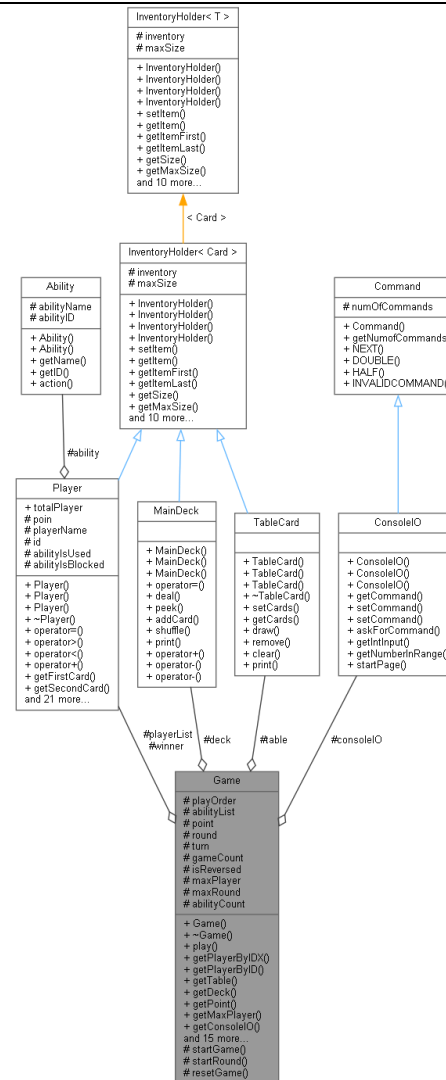 InventoryHolder< T >
# inventory
# maxSize
+ InventoryHolder()
+ InventoryHolder()
+ InventoryHolder()
+ InventoryHolder()
+ setItem()
+ getItem()
+ getItemFirst()
+ getItemLast()
+ getSize()
+ getMaxSize()
and 10 more...
< Card >
InventoryHolder< Card >
# inventory
# maxSize
+ InventoryHolder()
+ InventoryHolder()
+ InventoryHolder()
+ InventoryHolder()
+ setItem()
+ getItem()
+ getItemFirst()
+ getItemLast()
+ getSize()
+ getMaxSize()
and 10 more...
Ability
# abilityName
# abilityID
+ Ability()
+ Ability()
+ getName()
+ getID()
+ action()
Command
# numOfCommands
+ Command()
+ getNumofCommands
+ NEXT()
+ DOUBLE()
+ HALF()
+ INVALIDCOMMAND()
#ability
Player
+ totalPlayer
# poin
# playerName
# id
# abilityIsUsed
# abilityIsBlocked
+ Player()
+ Player()
+ Player()
+ ~Player()
+ operator=()
+ operator>()
+ operator<()
+ operator+()
+ getFirstCard()
+ getSecondCard()
and 21 more...
MainDeck
+ MainDeck()
+ MainDeck()
+ MainDeck()
+ operator=()
+ deal()
+ peek()
+ addCard()
+ shuffle()
+ print()
+ operator+()
+ operator-()
+ operator-()
TableCard
+ TableCard()
+ TableCard()
+ TableCard()
+ ~TableCard()
+ setCards()
+ getCards()
+ draw()
+ remove()
+ clear()
+ print()
ConsoleIO
+ ConsoleIO()
+ ConsoleIO()
+ ConsoleIO()
+ getCommand()
+ setCommand()
+ setCommand()
+ askForCommand()
+ getIntInput()
+ getNumberInRange()
+ startPage()
#playerList
#winner
#deck
#table
#consoleIO
Game
# playOrder
# abilityList
# point
# round
# turn
# gameCount
# isReversed
# maxPlayer
# maxRound
# abilityCount
+ Game()
+ ~Game()
+ play()
+ getPlayerByIDX()
+ getPlayerByID()
+ getTable()
+ getDeck()
+ getPoint()
+ getMaxPlayer()
+ getConsoleIO()
and 15 more...
# startGame()
# startRound()
# resetGame()